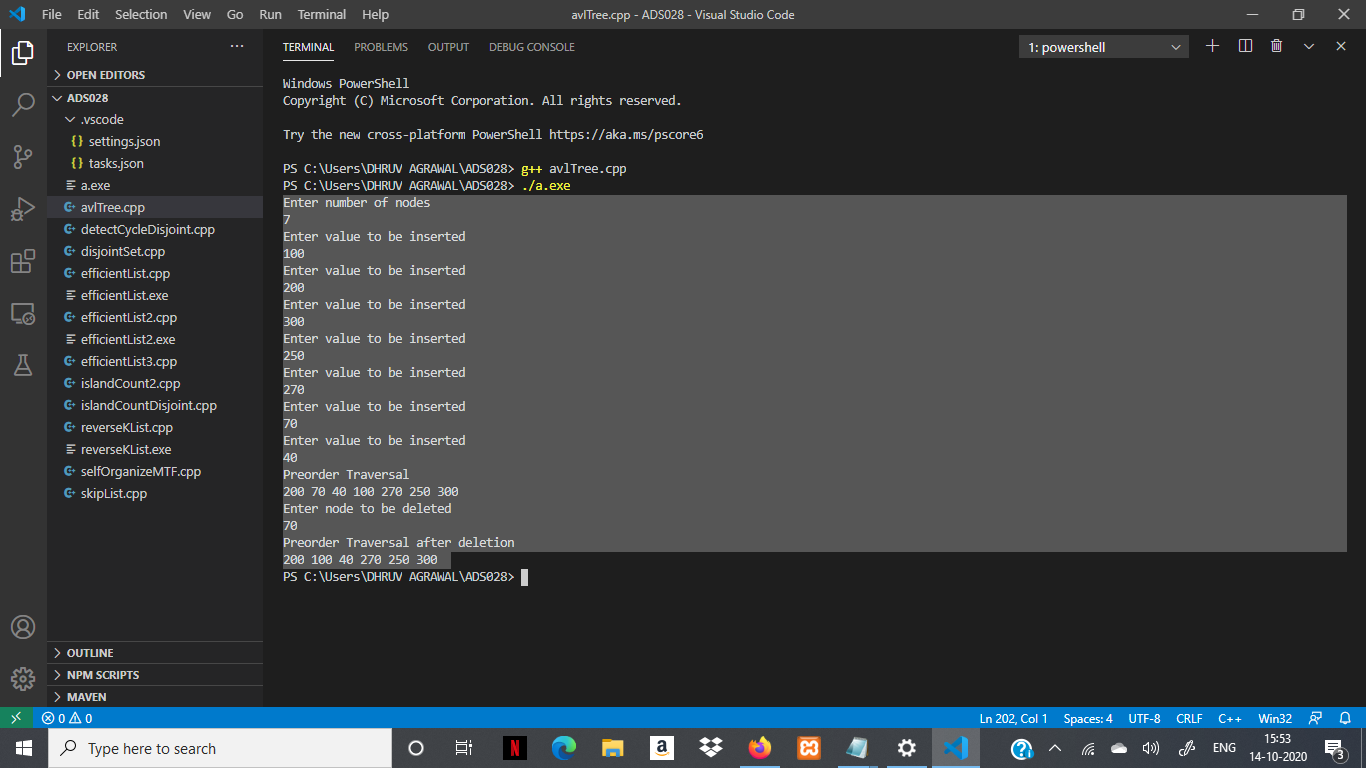 File Edit Selection View Go Run Terminal Help avlTree.cpp - ADS028 - Visual Studio Code
EXPLORER ···
OPEN EDITORS
ADS028
.vscode
{} settings.json
{} tasks.json
a.exe
avlTree.cpp
detectCycleDisjoint.cpp
disjointSet.cpp
efficientList.cpp
efficientList.exe
efficientList2.cpp
efficientList2.exe
efficientList3.cpp
islandCount2.cpp
islandCountDisjoint.cpp
reverseKList.cpp
reverseKList.exe
selfOrganizeMTF.cpp
skipList.cpp
OUTLINE
NPM SCRIPTS
MAVEN
TERMINAL PROBLEMS OUTPUT DEBUG CONSOLE 1: powershell
Windows PowerShell
Copyright (C) Microsoft Corporation. All rights reserved.
Try the new cross-platform PowerShell https://aka.ms/pscore6
PS C:\Users\DHRUV AGRAWAL\ADS028> g++ avlTree.cpp
PS C:\Users\DHRUV AGRAWAL\ADS028> ./a.exe
Enter number of nodes
7
Enter value to be inserted
100
Enter value to be inserted
200
Enter value to be inserted
300
Enter value to be inserted
250
Enter value to be inserted
270
Enter value to be inserted
70
Enter value to be inserted
40
Preorder Traversal
200 70 40 100 270 250 300
Enter node to be deleted
70
Preorder Traversal after deletion
200 100 40 270 250 300
PS C:\Users\DHRUV AGRAWAL\ADS028>
0 0 Ln 202, Col 1 Spaces: 4 UTF-8 CRLF C++ Win32
Type here to search N a ENG 15:53
14-10-2020 3